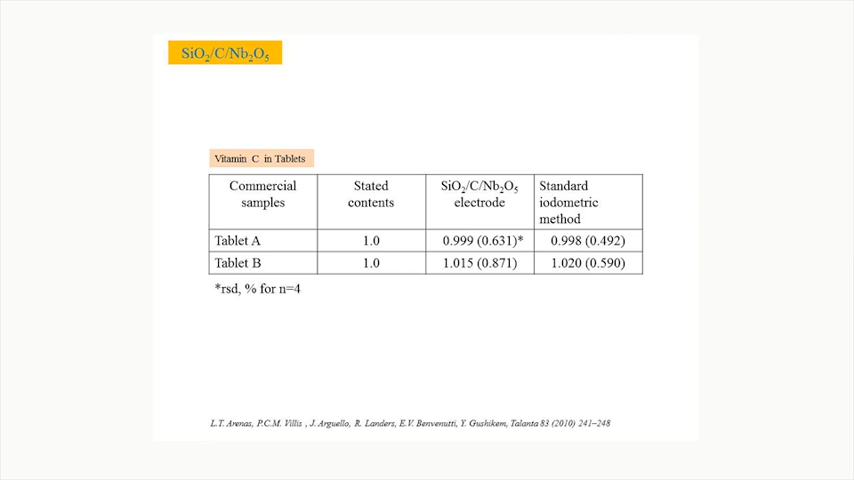 SiO₂/C/Nb₂O₅
Vitamin C in Tablets
Commercial samples
Stated contents
SiO₂/C/Nb₂O₅ electrode
Standard iodometric method
Tablet A 1.0 0.999 (0.631)* 0.998 (0.492)
Tablet B 1.0 1.015 (0.871) 1.020 (0.590)
*rsd, % for n=4
L.T. Arenas, P.C.M. Villis , J. Arguello, R. Landers, E.V. Benvenutti, Y. Gushikem, Talanta 83 (2010) 241–248